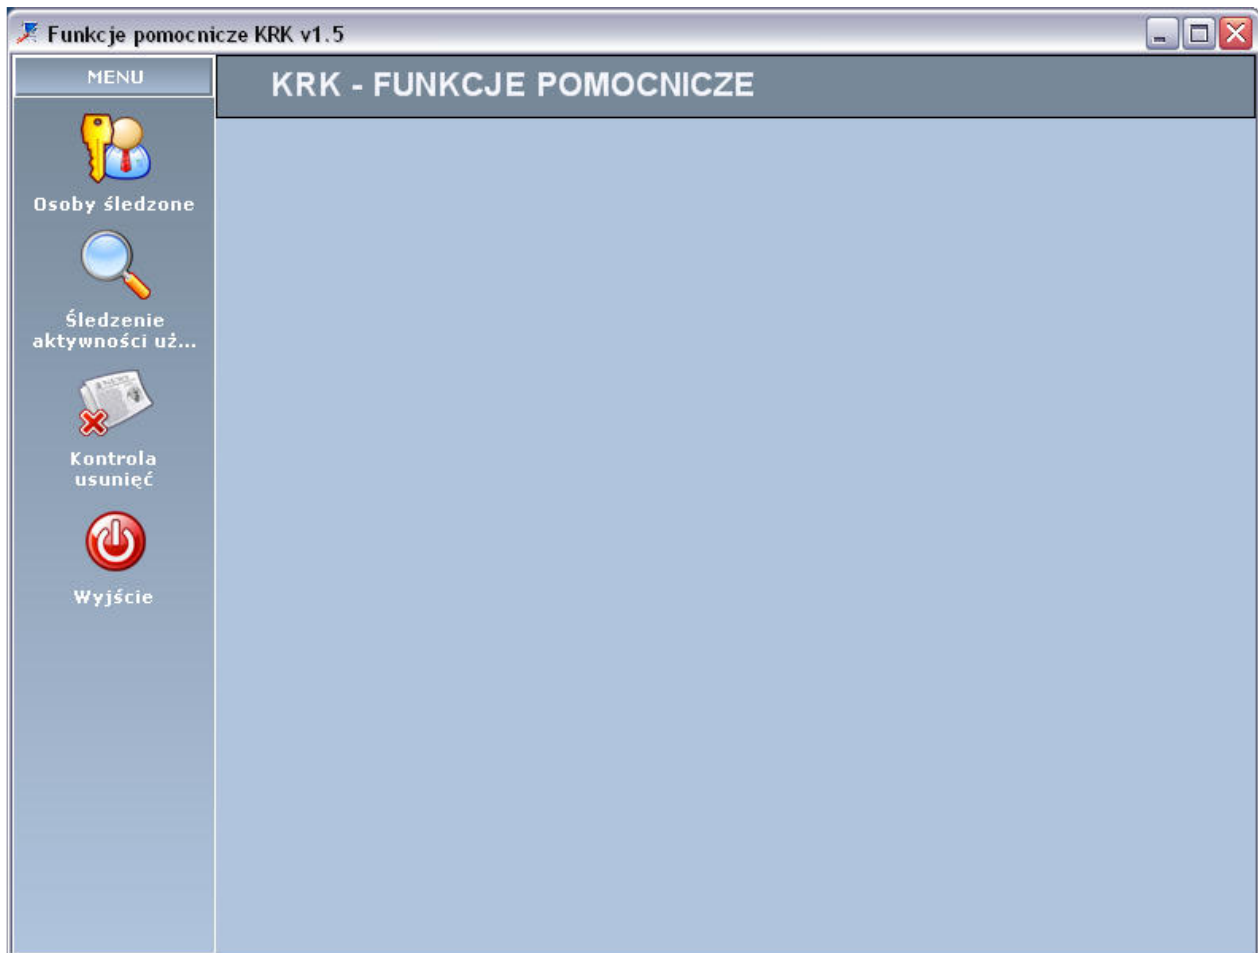 Funkcje pomocnicze KRK v1.5
MENU
KRK - FUNKCJE POMOCNICZE
Osoby śledzone
Śledzenie
aktywności uż...
Kontrola
usunięć
Wyjście